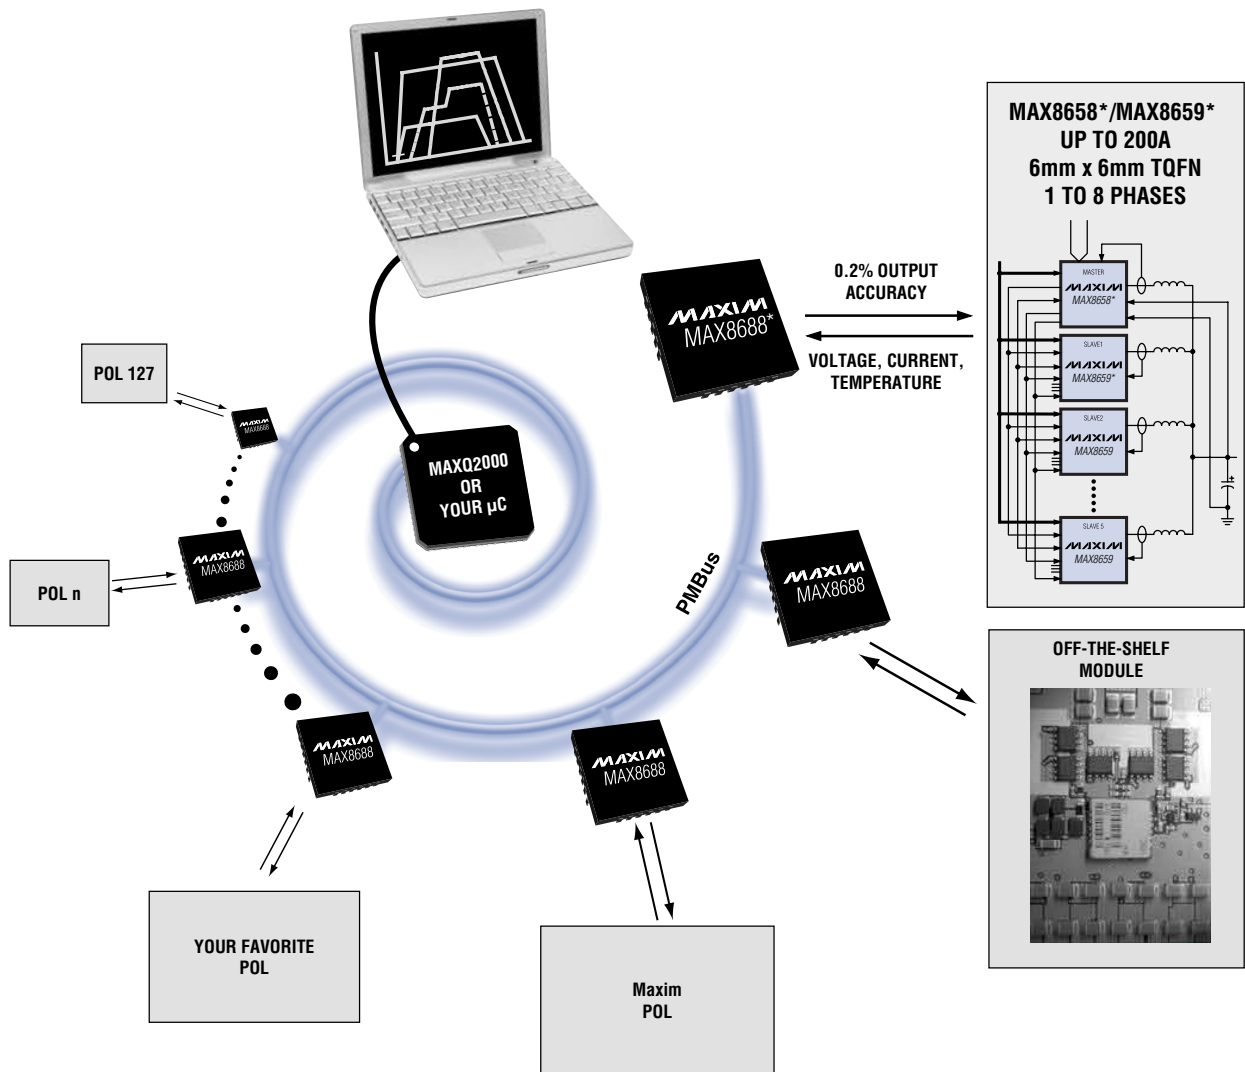 MAX8658*/MAX8659*
UP TO 200A
6mm x 6mm TQFN
1 TO 8 PHASES
MASTER
MAXIM
MAX8658*
SLAVE1
MAXIM
MAX8659*
SLAVE2
MAXIM
MAX8659
SLAVE 5
MAXIM
MAX8659
+
MAXIM
MAX8688*
0.2% OUTPUT
ACCURACY
VOLTAGE, CURRENT,
TEMPERATURE
POL 127
MAXIM
MAX8688
MAXQ2000
OR
YOUR µC
POL n
MAXIM
MAX8688
PMBus
MAXIM
MAX8688
OFF-THE-SHELF
MODULE
MAXIM
MAX8688
MAXIM
MAX8688
YOUR FAVORITE
POL
Maxim
POL